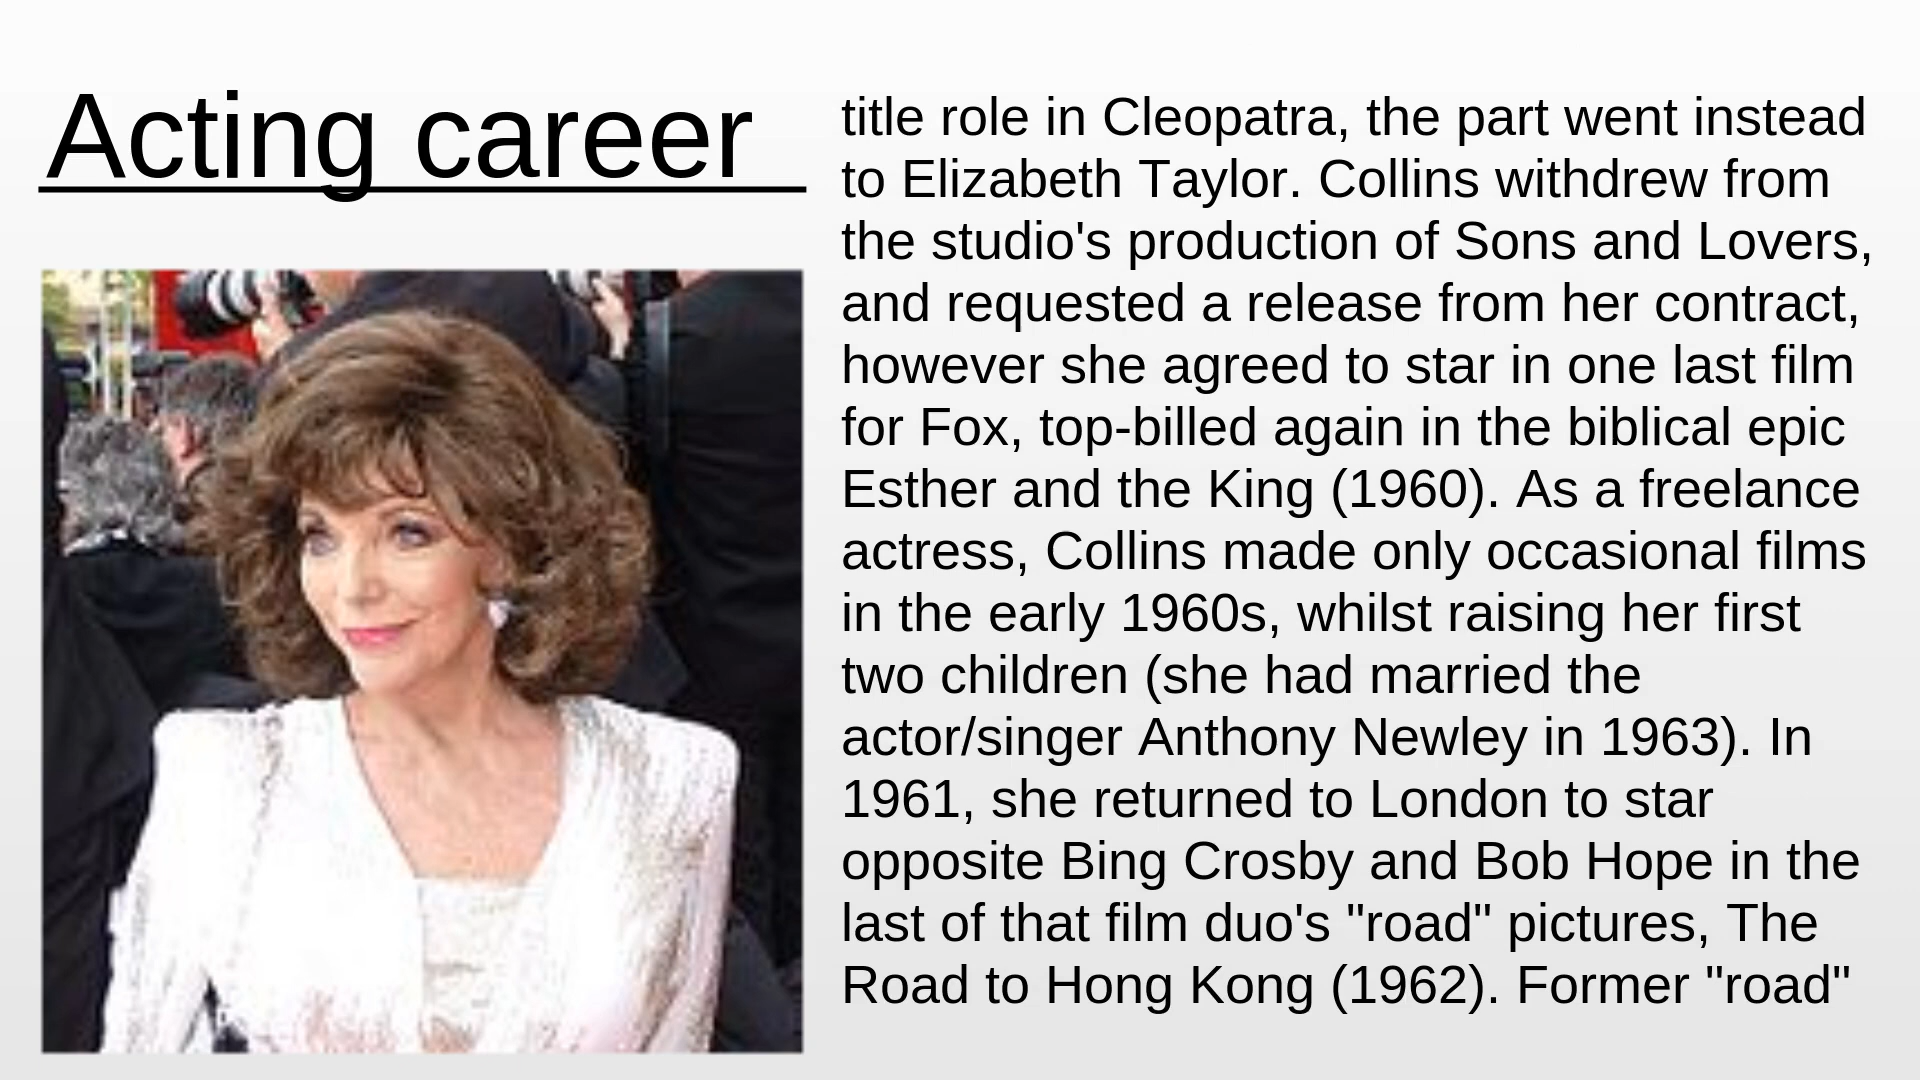 Acting career
title role in Cleopatra, the part went instead
to Elizabeth Taylor. Collins withdrew from
the studio's production of Sons and Lovers,
and requested a release from her contract,
however she agreed to star in one last film
for Fox, top-billed again in the biblical epic
Esther and the King (1960). As a freelance
actress, Collins made only occasional films
in the early 1960s, whilst raising her first
two children (she had married the
actor/singer Anthony Newley in 1963). In
1961, she returned to London to star
opposite Bing Crosby and Bob Hope in the
last of that film duo's "road" pictures, The
Road to Hong Kong (1962). Former "road"